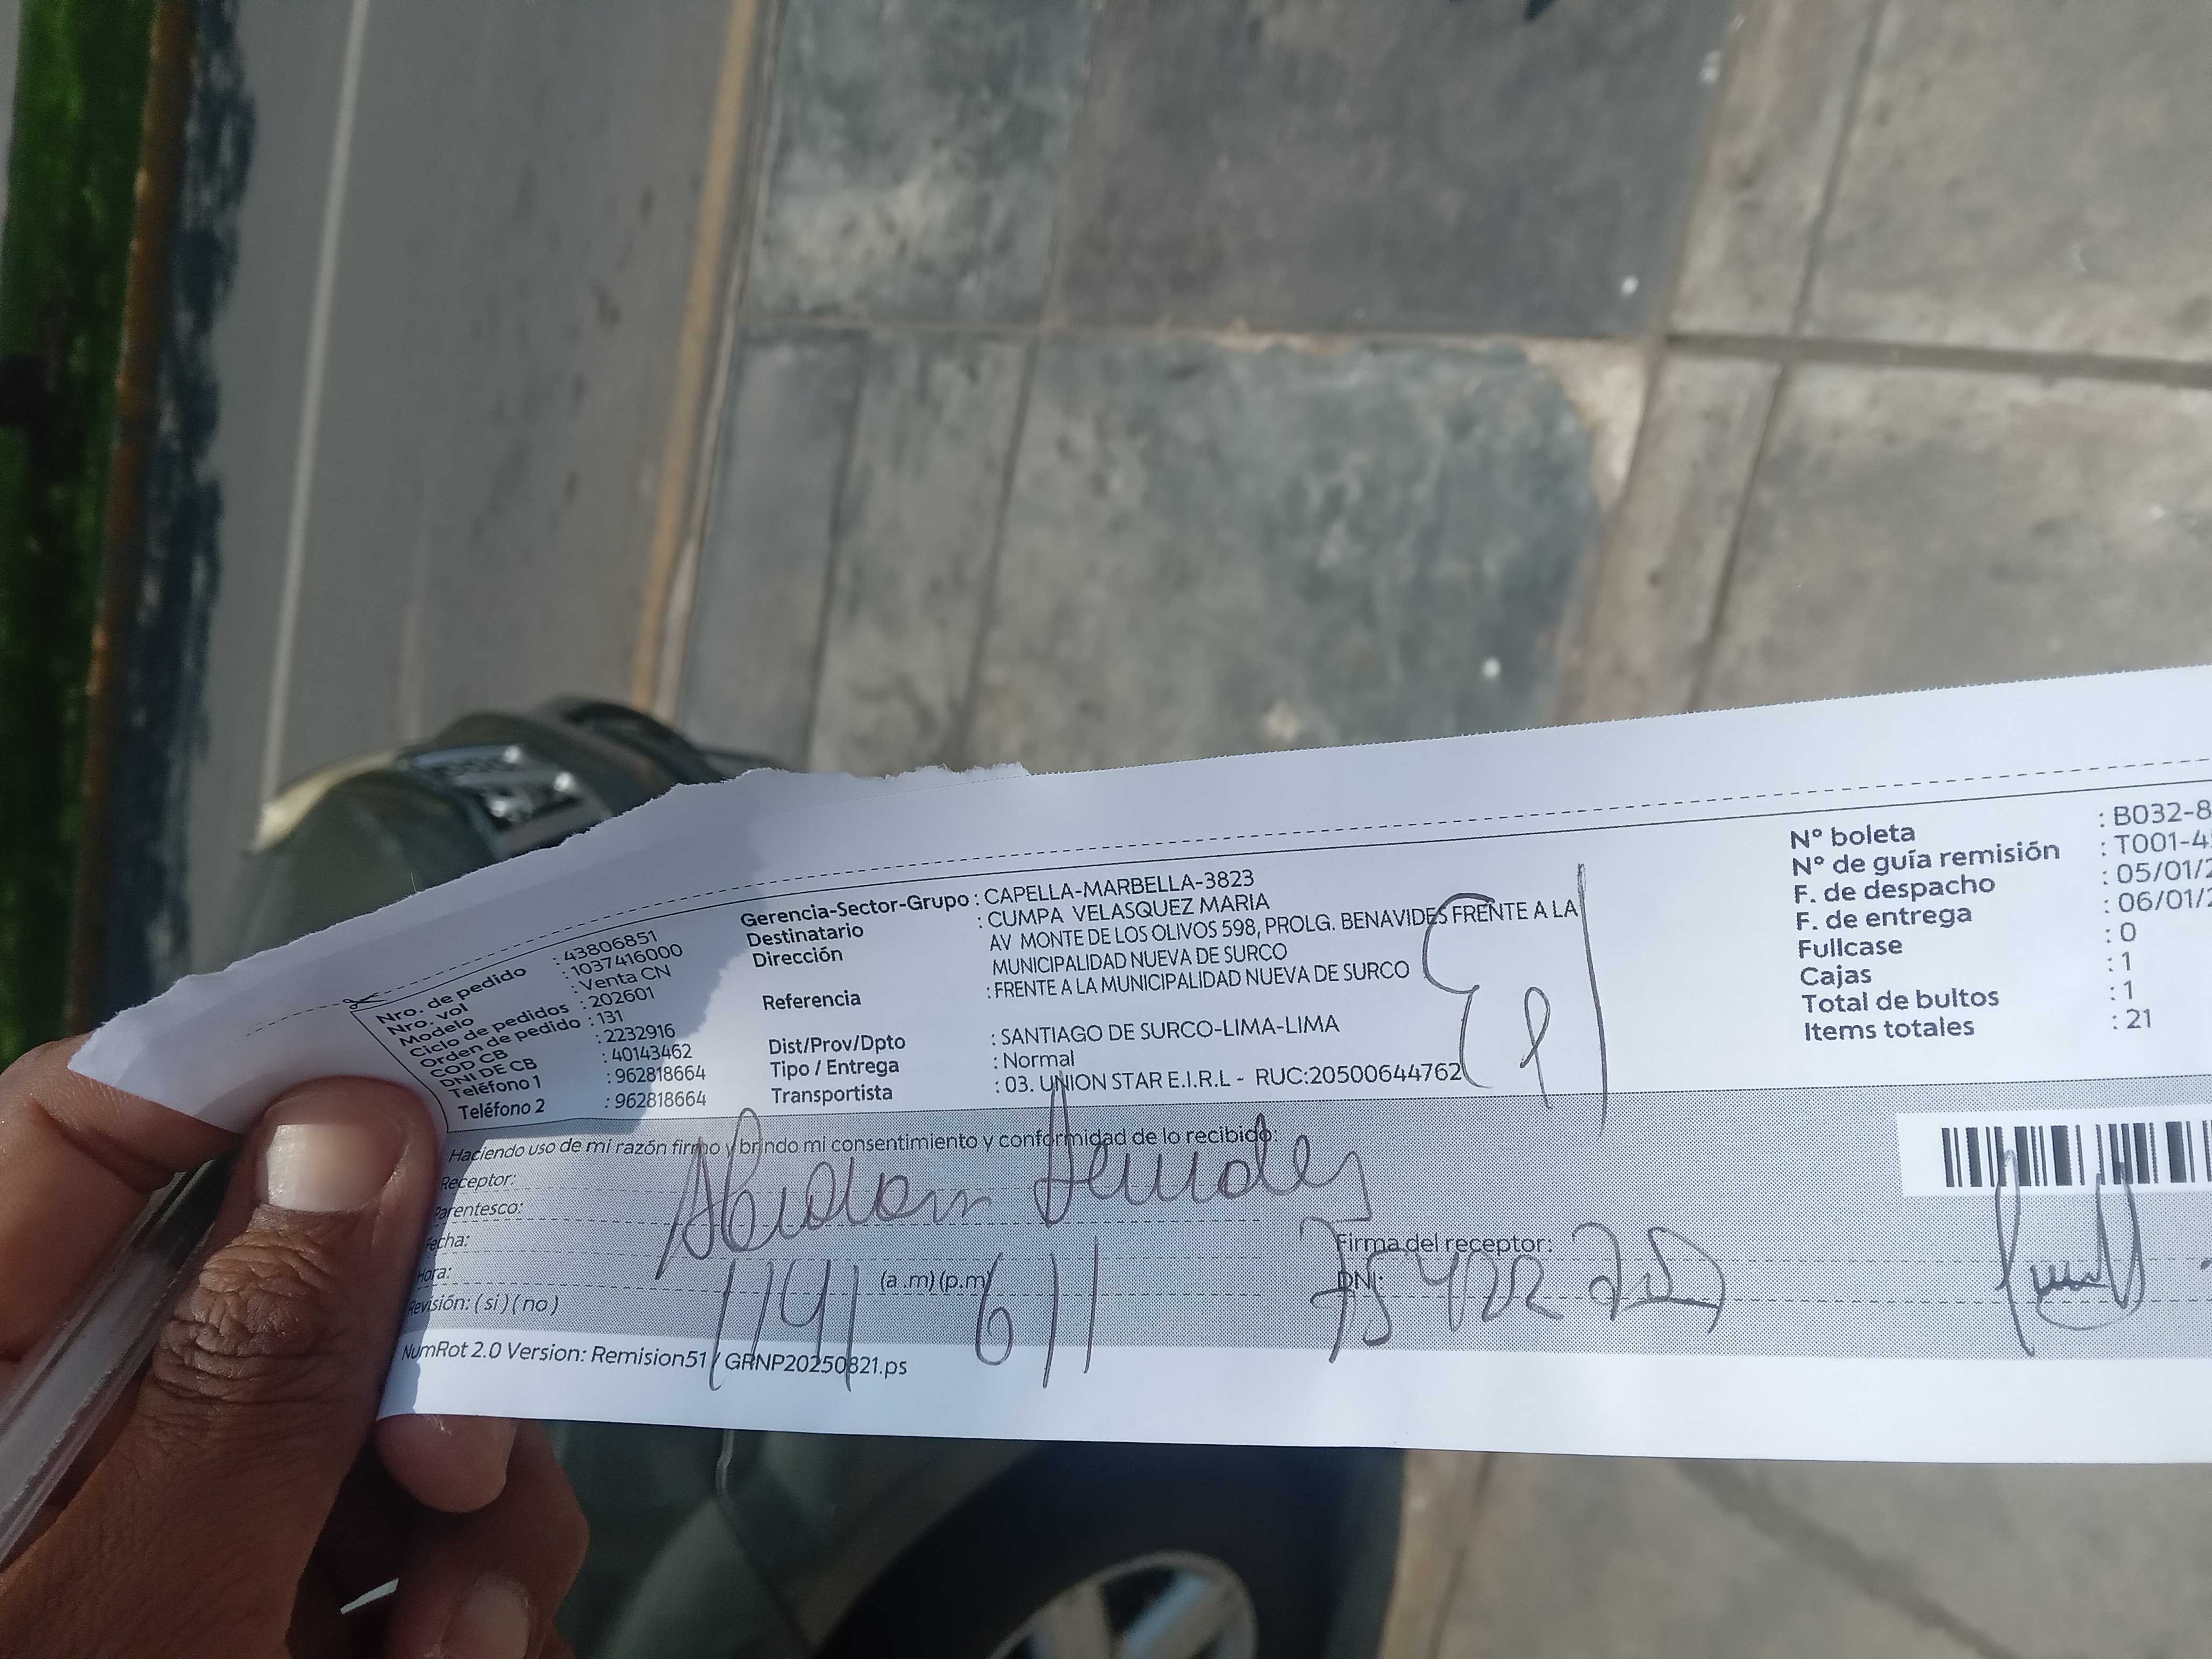 Nro. de pedido : 43806851
Nro. vol : 1037416000
Modelo : Venta CN
Ciclo de pedidos : 202601
Orden de pedido : 131
COD CB : 2232916
DNI DE CB : 40143462
Teléfono 1 : 962818664
Teléfono 2 : 962818664
Gerencia-Sector-Grupo : CAPELLA-MARBELLA-3823
Destinatario : CUMPA VELASQUEZ MARIA
Dirección AV MONTE DE LOS OLIVOS 598, PROLG. BENAVIDES FRENTE A LA
MUNICIPALIDAD NUEVA DE SURCO
Referencia : FRENTE A LA MUNICIPALIDAD NUEVA DE SURCO
Dist/Prov/Dpto : SANTIAGO DE SURCO-LIMA-LIMA
Tipo / Entrega : Normal
Transportista : 03. UNION STAR E.I.R.L - RUC:20500644762
Nº boleta : B032-8
Nº de guía remisión : T001-4
F. de despacho : 05/01/2
F. de entrega : 06/01/2
Fullcase : 0
Cajas : 1
Total de bultos : 1
Items totales : 21
Haciendo uso de mi razón firmo y brindo mi consentimiento y conformidad de lo recibido:
Receptor:
Parentesco:
Fecha:
Hora: (a.m) (p.m)
Revisión: ( si ) ( no )
Firma del receptor:
DNI:
NumRot 2.0 Version: Remision51 / GRNP20250821.ps